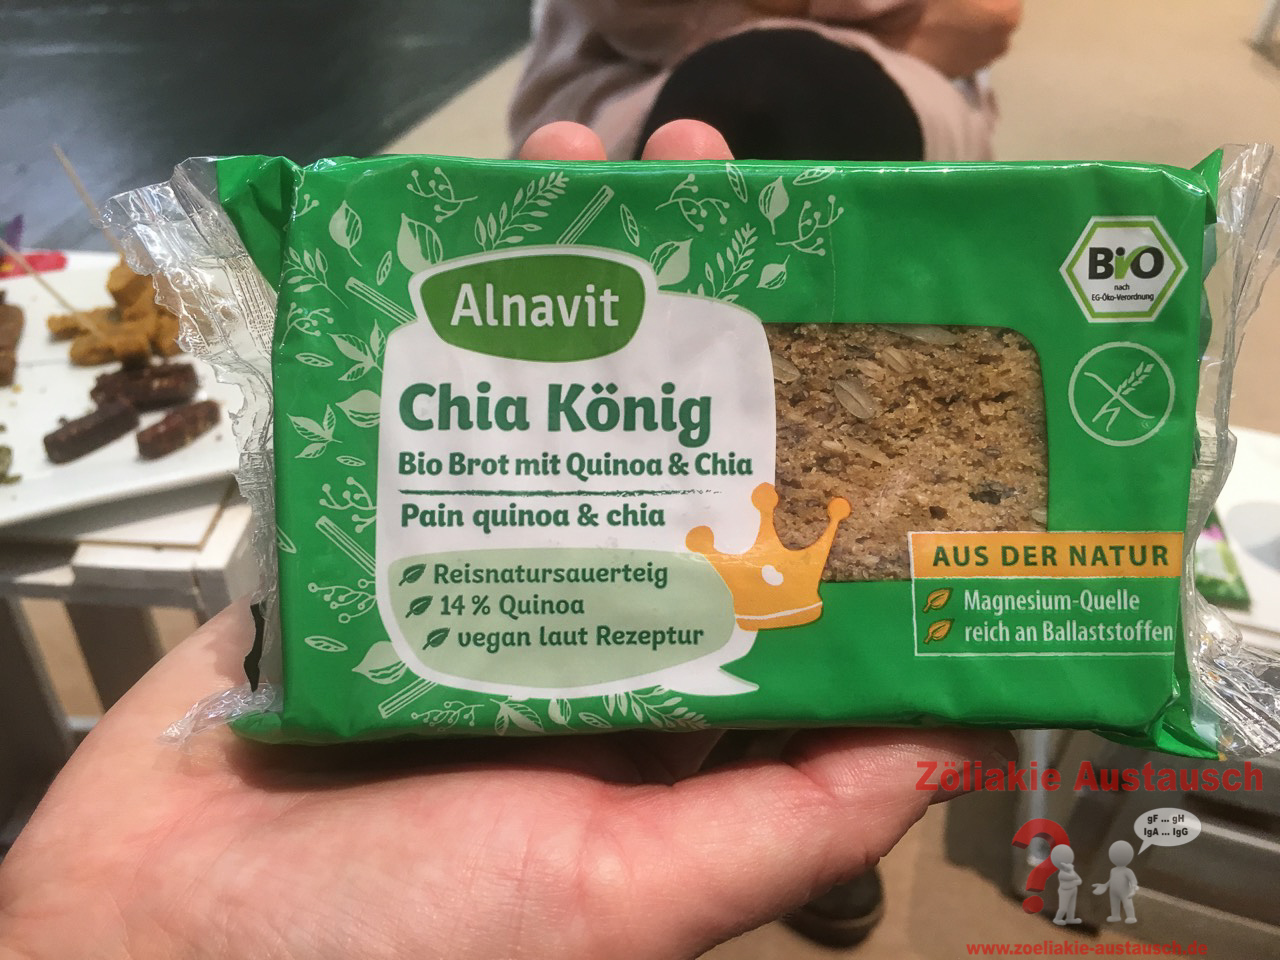 Alnavit
Chia König
Bio Brot mit Quinoa & Chia
Pain quinoa & chia
Reisnatursauerteig
14 % Quinoa
vegan laut Rezeptur
Bio
nach
EG-Öko-Verordnung
AUS DER NATUR
Magnesium-Quelle
reich an Ballaststoffen
Zöliakie Austausch
gF ... gH
IgA ... IgG
?
www.zoeliakie-austausch.de